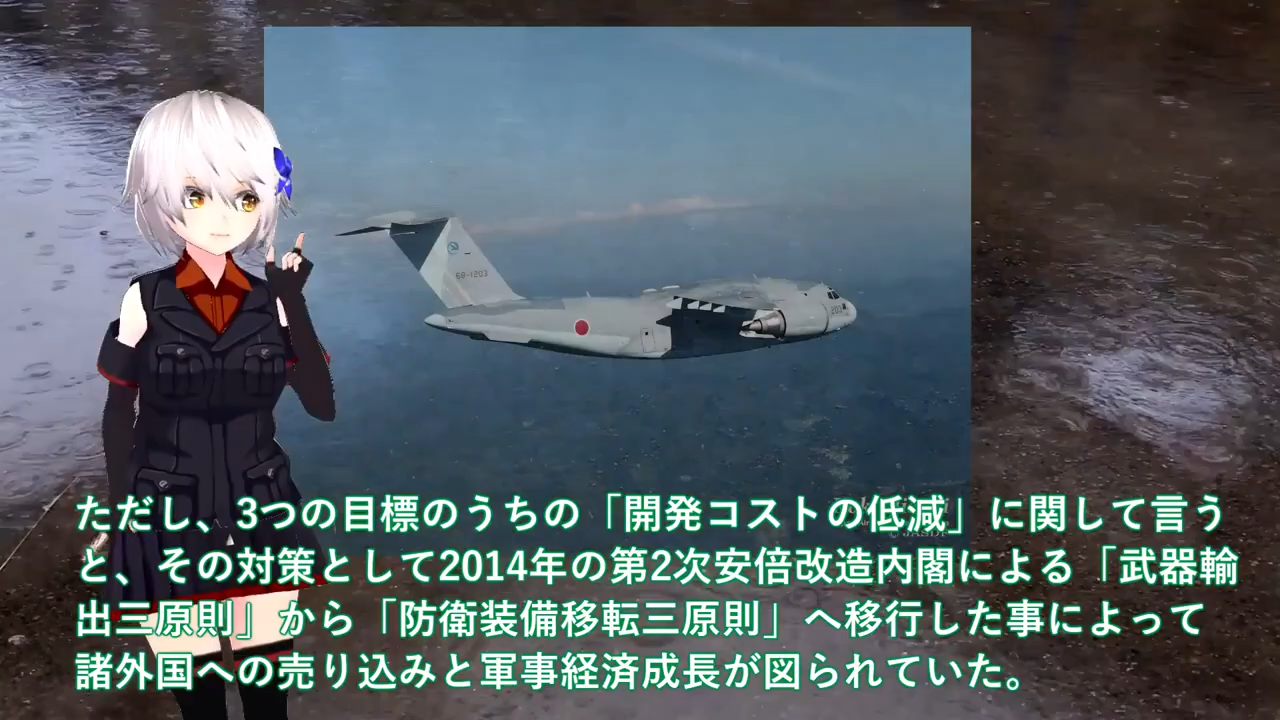 68-1203
203
ただし、3つの目標のうちの「開発コストの低減」に関して言う
と、その対策として2014年の第2次安倍改造内閣による「武器輸
出三原則」から「防衛装備移転三原則」へ移行した事によって
諸外国への売り込みと軍事経済成長が図られていた。